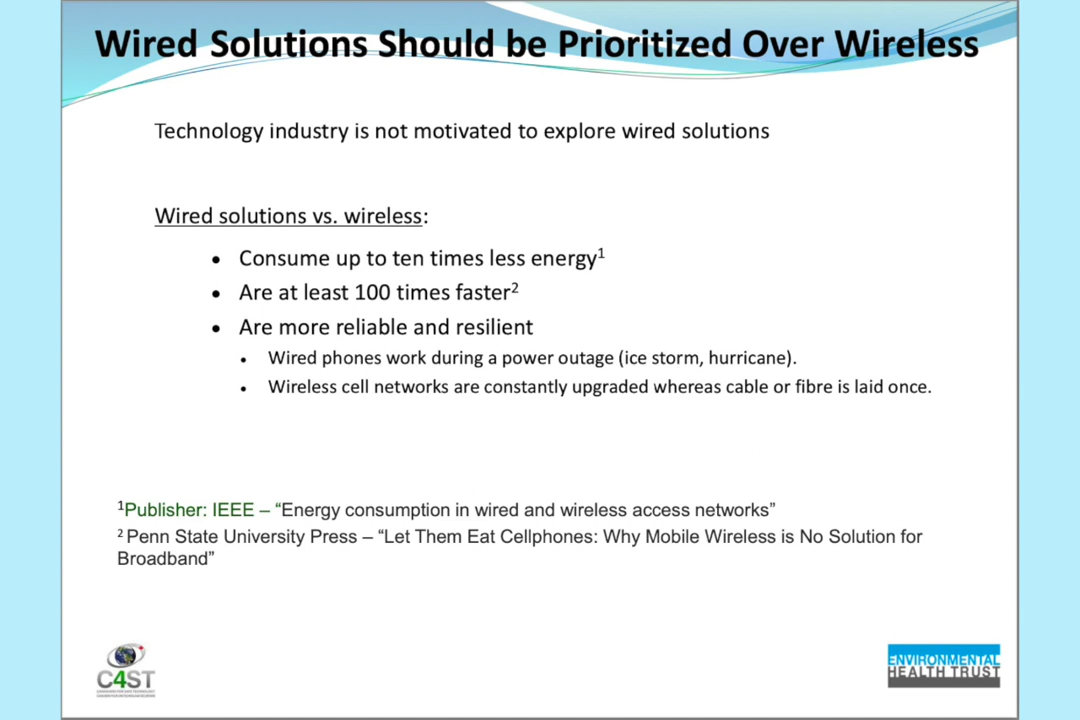 Wired Solutions Should be Prioritized Over Wireless
Technology industry is not motivated to explore wired solutions
Wired solutions vs. wireless:
• Consume up to ten times less energy¹
• Are at least 100 times faster²
• Are more reliable and resilient
• Wired phones work during a power outage (ice storm, hurricane).
• Wireless cell networks are constantly upgraded whereas cable or fibre is laid once.
¹Publisher: IEEE – “Energy consumption in wired and wireless access networks”
² Penn State University Press – “Let Them Eat Cellphones: Why Mobile Wireless is No Solution for
Broadband”
C4ST
ENVIRONMENTAL
HEALTH TRUST